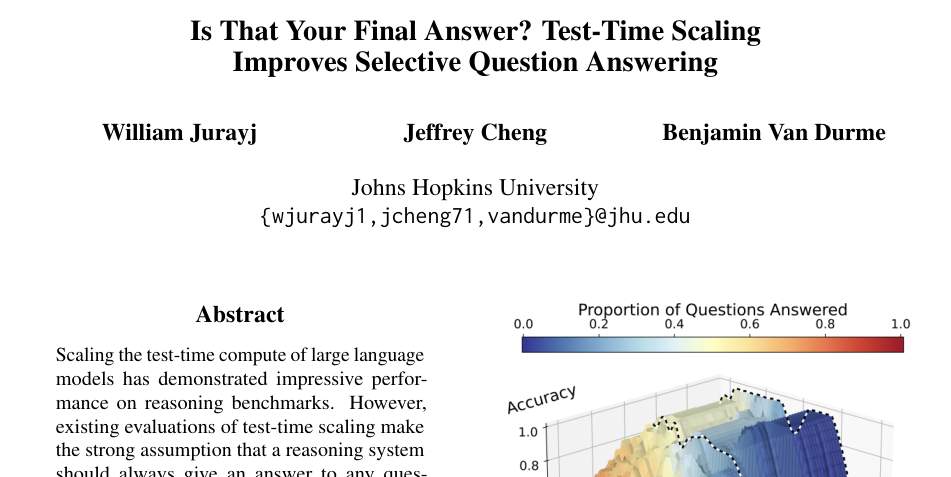 Is That Your Final Answer? Test-Time Scaling
Improves Selective Question Answering
William Jurayj Jeffrey Cheng Benjamin Van Durme
Johns Hopkins University
{wjurayj1,jcheng71,vandurme}@jhu.edu
Abstract
Scaling the test-time compute of large language
models has demonstrated impressive perfor-
mance on reasoning benchmarks. However,
existing evaluations of test-time scaling make
the strong assumption that a reasoning system
should always give an answer to any ques-
Proportion of Questions Answered
0.0 0.2 0.4 0.6 0.8 1.0
Accuracy
1.0
0.8